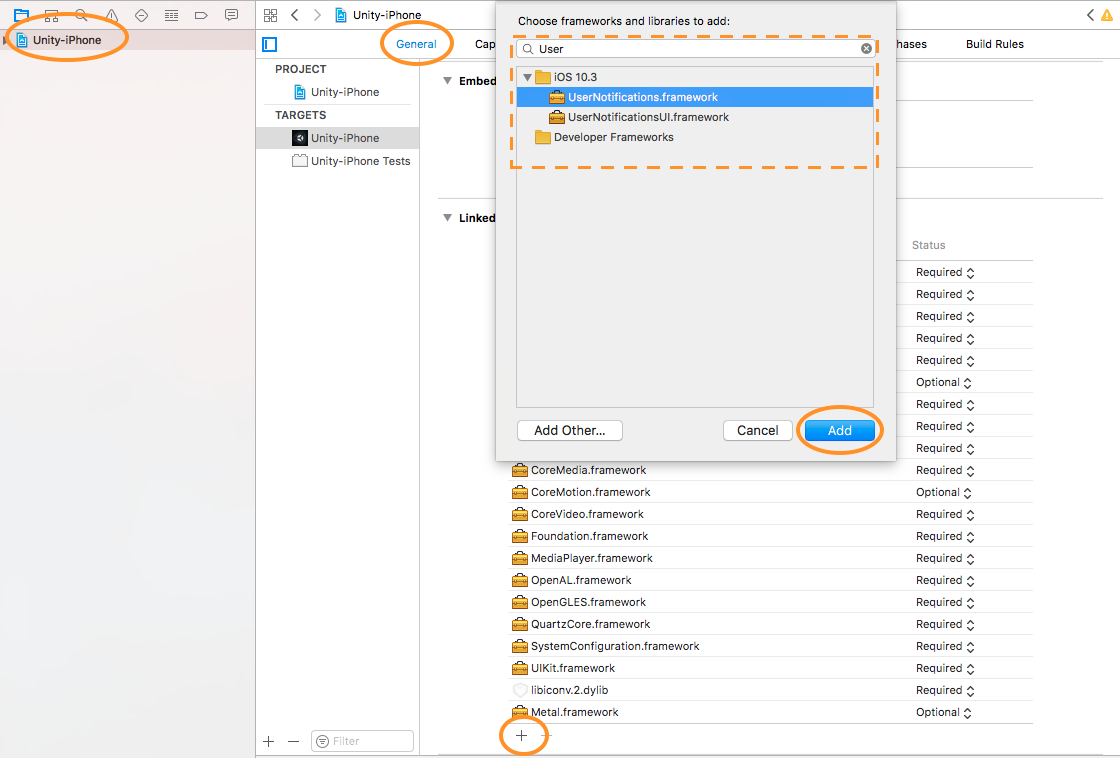 Unity-iPhone
Unity-iPhone
General
Cap
hases
Build Rules
PROJECT
Unity-iPhone
TARGETS
Unity-iPhone
Unity-iPhone Tests
Filter
Embed
Linked
Choose frameworks and libraries to add:
User
iOS 10.3
UserNotifications.framework
UserNotificationsUI.framework
Developer Frameworks
Add Other...
Cancel
Add
Status
Required
Required
Required
Required
Required
Optional
Required
Required
Required
CoreMedia.framework Required
CoreMotion.framework Optional
CoreVideo.framework Required
Foundation.framework Required
MediaPlayer.framework Required
OpenAL.framework Required
OpenGLES.framework Required
QuartzCore.framework Required
SystemConfiguration.framework Required
UIKit.framework Required
libiconv.2.dylib Required
Metal.framework Optional